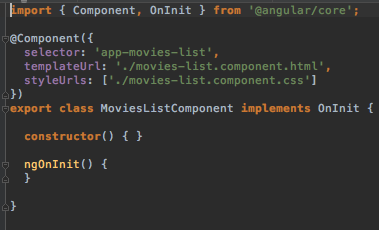 import { Component, OnInit } from '@angular/core';
@Component({
selector: 'app-movies-list',
templateUrl: './movies-list.component.html',
styleUrls: ['./movies-list.component.css']
})
export class MoviesListComponent implements OnInit {
constructor() { }
ngOnInit() {
}
}